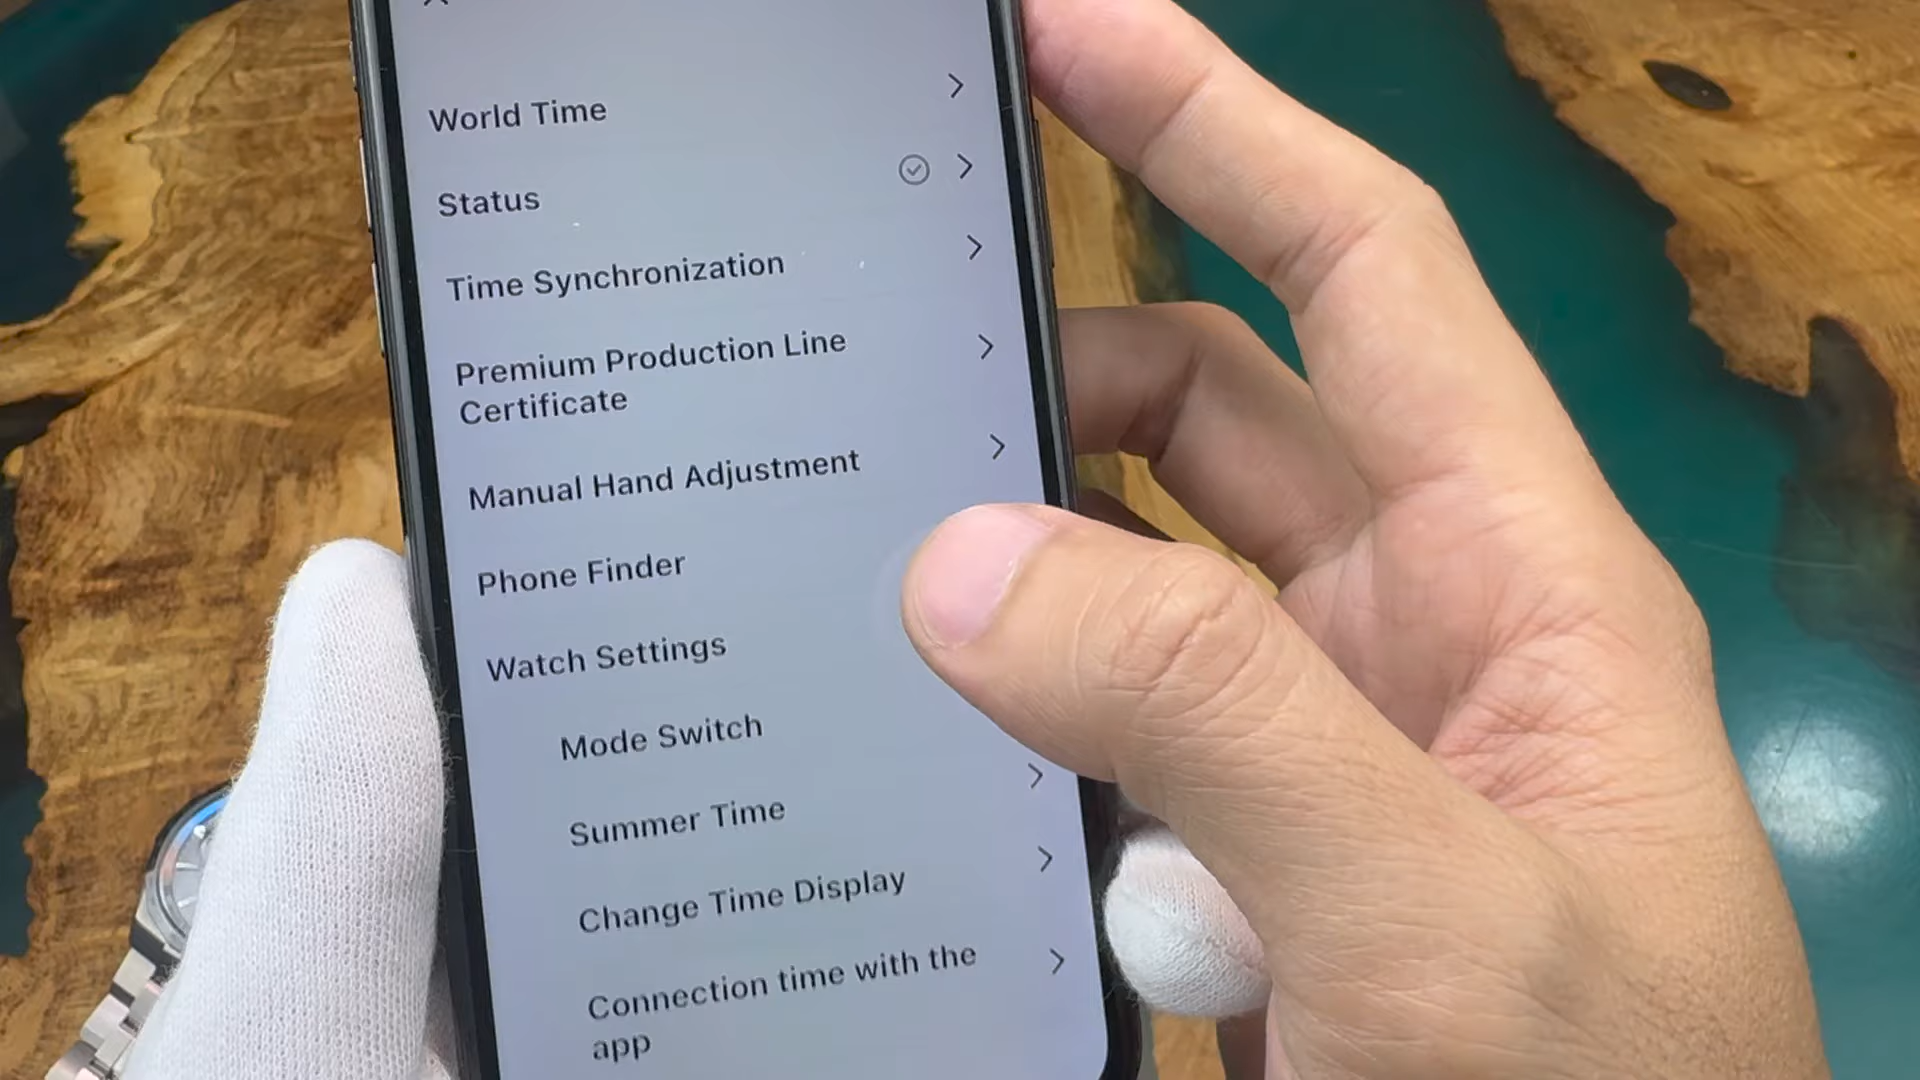 World Time
Status
Time Synchronization
Premium Production Line
Certificate
Manual Hand Adjustment
Phone Finder
Watch Settings
Mode Switch
Summer Time
Change Time Display
Connection time with the
app